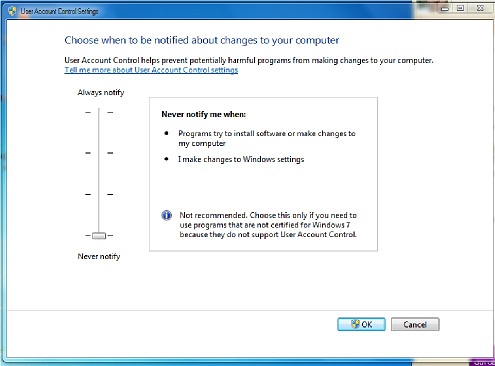 User Account Control Settings
Choose when to be notified about changes to your computer
User Account Control helps prevent potentially harmful programs from making changes to your computer.
Tell me more about User Account Control settings
Always notify
Never notify me when:
Programs try to install software or make changes to
my computer
I make changes to Windows settings
Not recommended. Choose this only if you need to
use programs that are not certified for Windows 7
because they do not support User Account Control.
Never notify
OK
Cancel